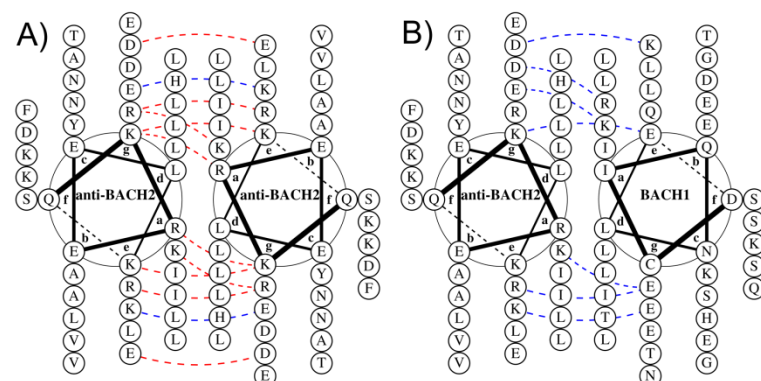 A)
T A N N Y E
E D D E R K
L H L L L L
L L I I K R
E L K R K
V V L A A E
F D K K S Q
Q S K K D F
c g d a e b
f anti-BACH2
anti-BACH2 f
b e a d g c
E A A L V V
K R K L E
R K I I L L
L L L L H L
K R E D D E
E Y N N A T
B)
T A N N Y E
E D D E R K
L H L L L L
L L R K I I
K L L Q E
T G D E E Q
F D K K S Q
D S S K S Q
c g d a e b
f anti-BACH2
BACH1 f
b e a d g c
E A A L V V
K R K L E
R K I I L L
L L L I T L
C E E E T N
N K S H E G